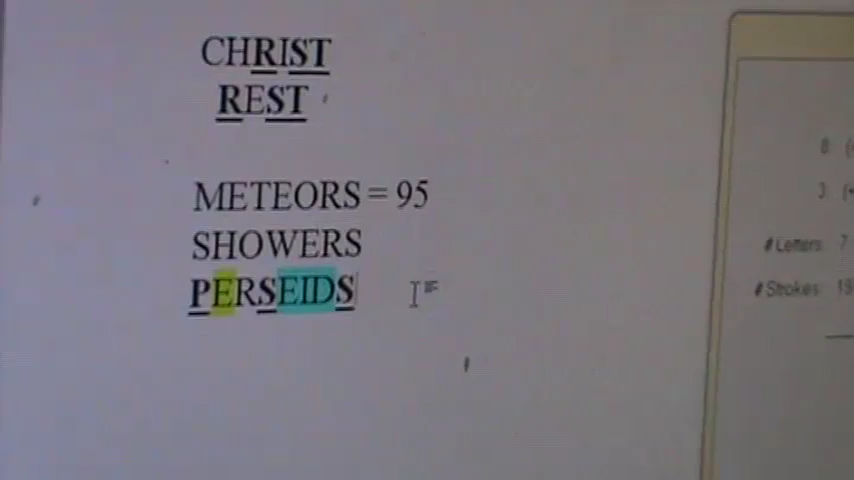 CHRIST
REST
METEORS = 95
SHOWERS
PERSEIDS
# Letters: 7
# Strokes: